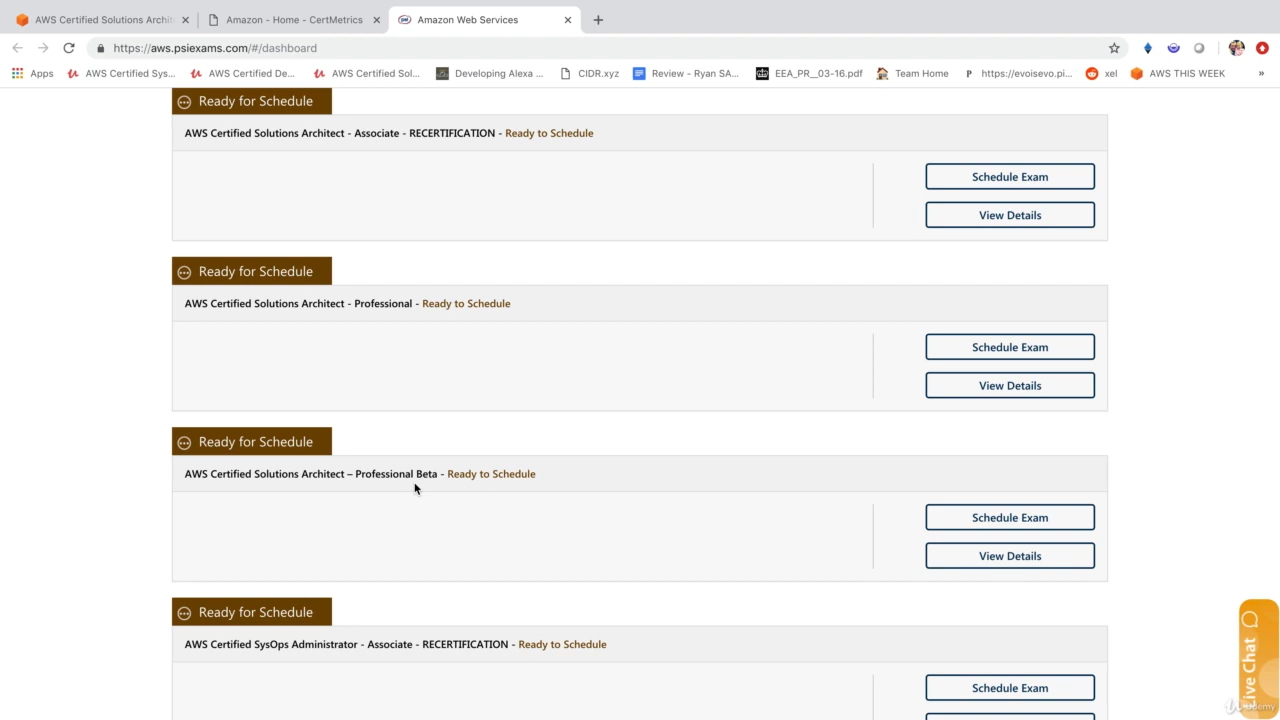 AWS Certified Solutions Archit
Amazon - Home - CertMetrics
Amazon Web Services
https://aws.psiexams.com/#/dashboard
Apps
AWS Certified Sys...
AWS Certified De...
AWS Certified Sol...
Developing Alexa ...
CIDR.xyz
Review - Ryan SA...
EEA_PR__03-16.pdf
Team Home
https://evoisevo.pi...
xel
AWS THIS WEEK
»
Ready for Schedule
AWS Certified Solutions Architect - Associate - RECERTIFICATION - Ready to Schedule
Schedule Exam
View Details
Ready for Schedule
AWS Certified Solutions Architect - Professional - Ready to Schedule
Schedule Exam
View Details
Ready for Schedule
AWS Certified Solutions Architect – Professional Beta - Ready to Schedule
Schedule Exam
View Details
Ready for Schedule
AWS Certified SysOps Administrator - Associate - RECERTIFICATION - Ready to Schedule
Schedule Exam
Live Chat
Udemy